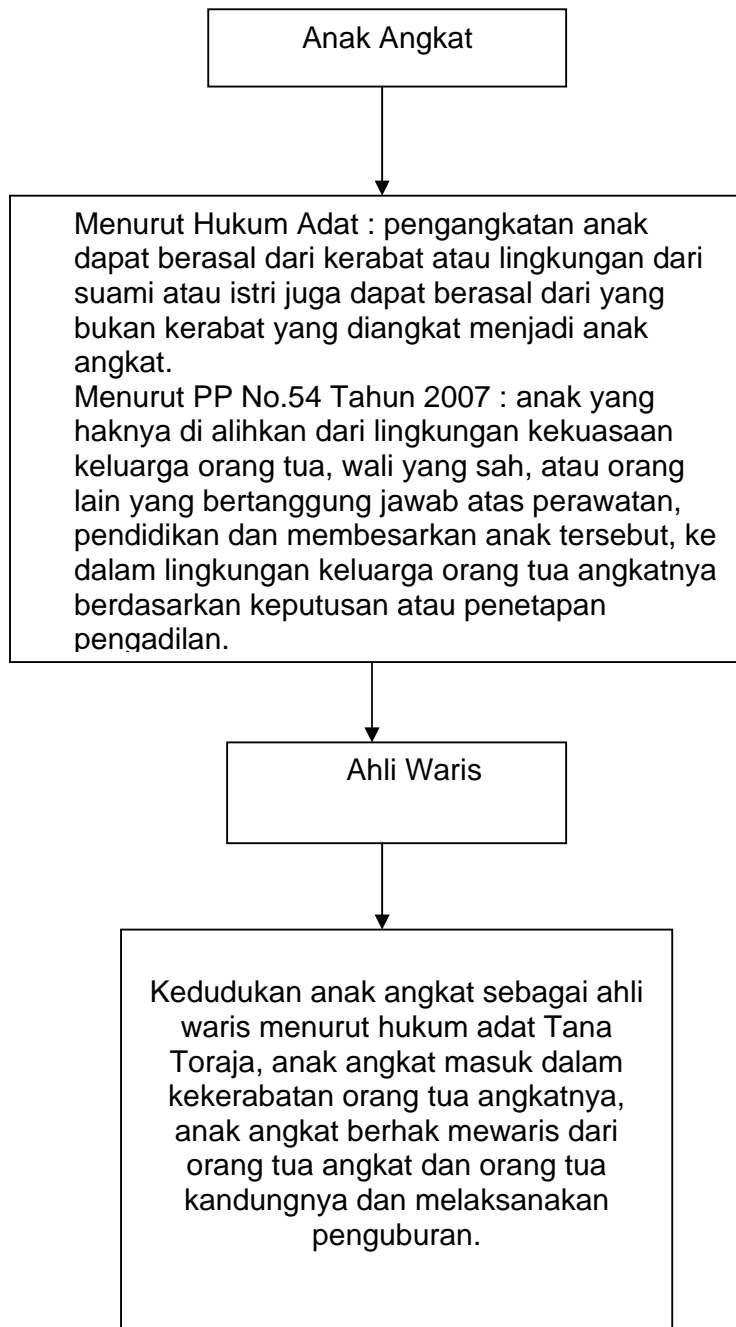 Anak Angkat
Menurut Hukum Adat : pengangkatan anak
dapat berasal dari kerabat atau lingkungan dari
suami atau istri juga dapat berasal dari yang
bukan kerabat yang diangkat menjadi anak
angkat.
Menurut PP No.54 Tahun 2007 : anak yang
haknya di alihkan dari lingkungan kekuasaan
keluarga orang tua, wali yang sah, atau orang
lain yang bertanggung jawab atas perawatan,
pendidikan dan membesarkan anak tersebut, ke
dalam lingkungan keluarga orang tua angkatnya
berdasarkan keputusan atau penetapan
pengadilan.
Ahli Waris
Kedudukan anak angkat sebagai ahli
waris menurut hukum adat Tana
Toraja, anak angkat masuk dalam
kekerabatan orang tua angkatnya,
anak angkat berhak mewaris dari
orang tua angkat dan orang tua
kandungnya dan melaksanakan
penguburan.